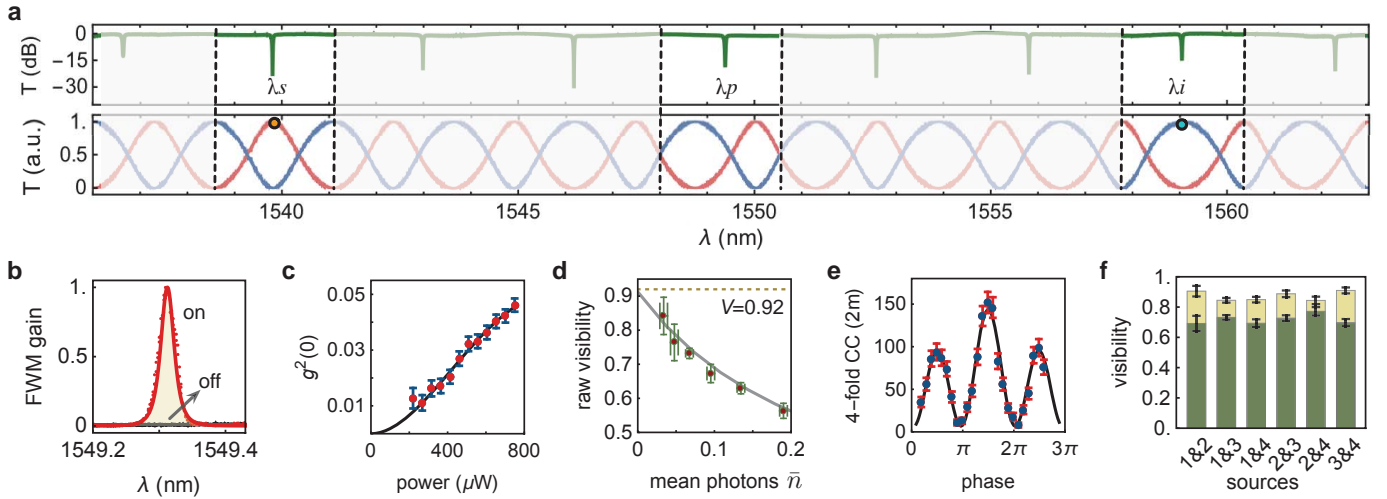 a
T (dB)
0
−15
−30
λs
λp
λi
T (a.u.)
1
0.5
0
1540
1545
1550
1555
1560
λ (nm)
b
FWM gain
1.
0.5
0.
on
off
1549.2
1549.4
λ (nm)
c
g²(0)
0.05
0.03
0.01
0
400
800
power (μW)
d
raw visibility
0.9
0.8
0.7
0.6
0.5
V=0.92
0
0.1
0.2
mean photons n̄
e
4-fold CC (2m)
150
100
50
0
0
π
2π
3π
phase
f
visibility
1.
0.8
0.6
0.4
0.2
0.
1&2
1&3
1&4
2&3
2&4
3&4
sources